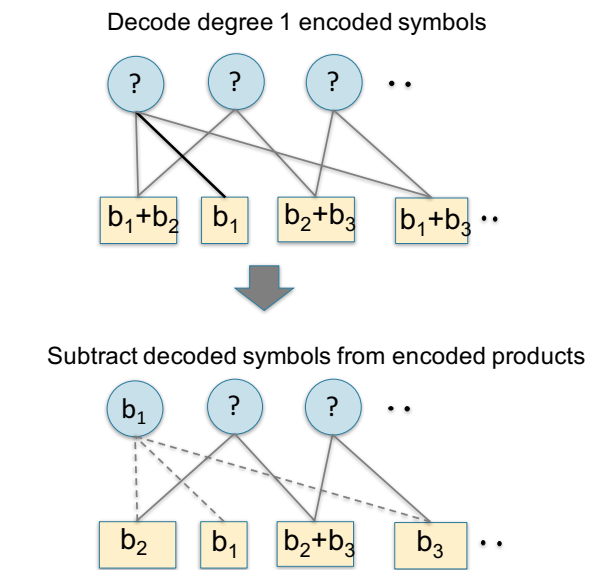 Decode degree 1 encoded symbols
? ? ? ··
b₁+b₂ b₁ b₂+b₃ b₁+b₃ ··
Subtract decoded symbols from encoded products
b₁ ? ? ··
b₂ b₁ b₂+b₃ b₃ ··